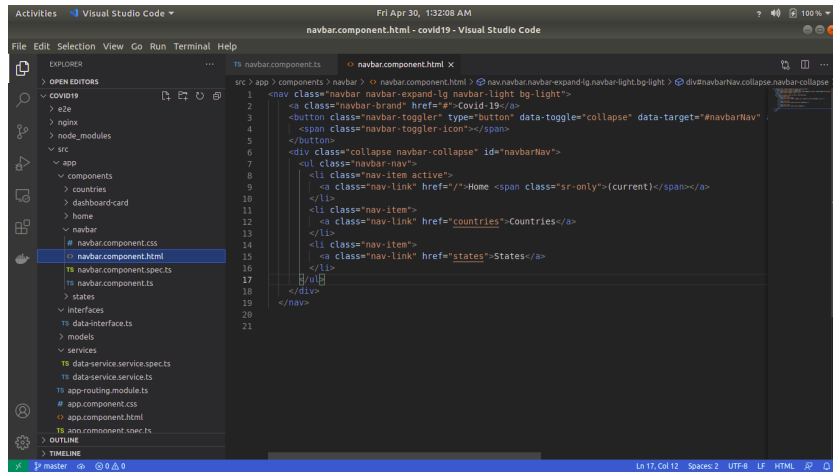 Activities Visual Studio Code Fri Apr 30, 1:32:08 AM ? 100 %
navbar.component.html - covid19 - Visual Studio Code
File Edit Selection View Go Run Terminal Help
EXPLORER ··· TS navbar.component.ts <> navbar.component.html × ···
> OPEN EDITORS
src > app > components > navbar > <> navbar.component.html > nav.navbar.navbar-expand-lg.navbar-light.bg-light > div#navbarNav.collapse.navbar-collapse
COVID19
> e2e
> nginx
> node_modules
src
app
components
> countries
> dashboard-card
> home
navbar
# navbar.component.css
<> navbar.component.html
TS navbar.component.spec.ts
TS navbar.component.ts
> states
interfaces
TS data-interface.ts
> models
services
TS data-service.service.spec.ts
TS data-service.service.ts
TS app-routing.module.ts
# app.component.css
<> app.component.html
TS app.component.spec.ts
> OUTLINE
> TIMELINE
1 <nav class="navbar navbar-expand-lg navbar-light bg-light">
2 <a class="navbar-brand" href="#">Covid-19</a>
3 <button class="navbar-toggler" type="button" data-toggle="collapse" data-target="#navbarNav"
4 <span class="navbar-toggler-icon"></span>
5 </button>
6 <div class="collapse navbar-collapse" id="navbarNav">
7 <ul class="navbar-nav">
8 <li class="nav-item active">
9 <a class="nav-link" href="/">Home <span class="sr-only">(current)</span></a>
10 </li>
11 <li class="nav-item">
12 <a class="nav-link" href="countries">Countries</a>
13 </li>
14 <li class="nav-item">
15 <a class="nav-link" href="states">States</a>
16 </li>
17 </ul>
18 </div>
19 </nav>
20
21
master 0 0 Ln 17, Col 12 Spaces: 2 UTF-8 LF HTML